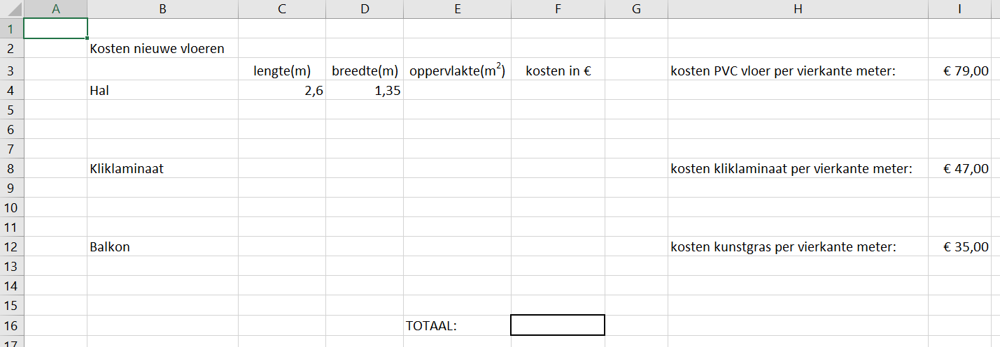 A B C D E F G H I
1
2 Kosten nieuwe vloeren
3 lengte(m) breedte(m) oppervlakte(m²) kosten in € kosten PVC vloer per vierkante meter: € 79,00
4 Hal 2,6 1,35
5
6
7
8 Kliklaminaat kosten kliklaminaat per vierkante meter: € 47,00
9
10
11
12 Balkon kosten kunstgras per vierkante meter: € 35,00
13
14
15
16 TOTAAL:
17